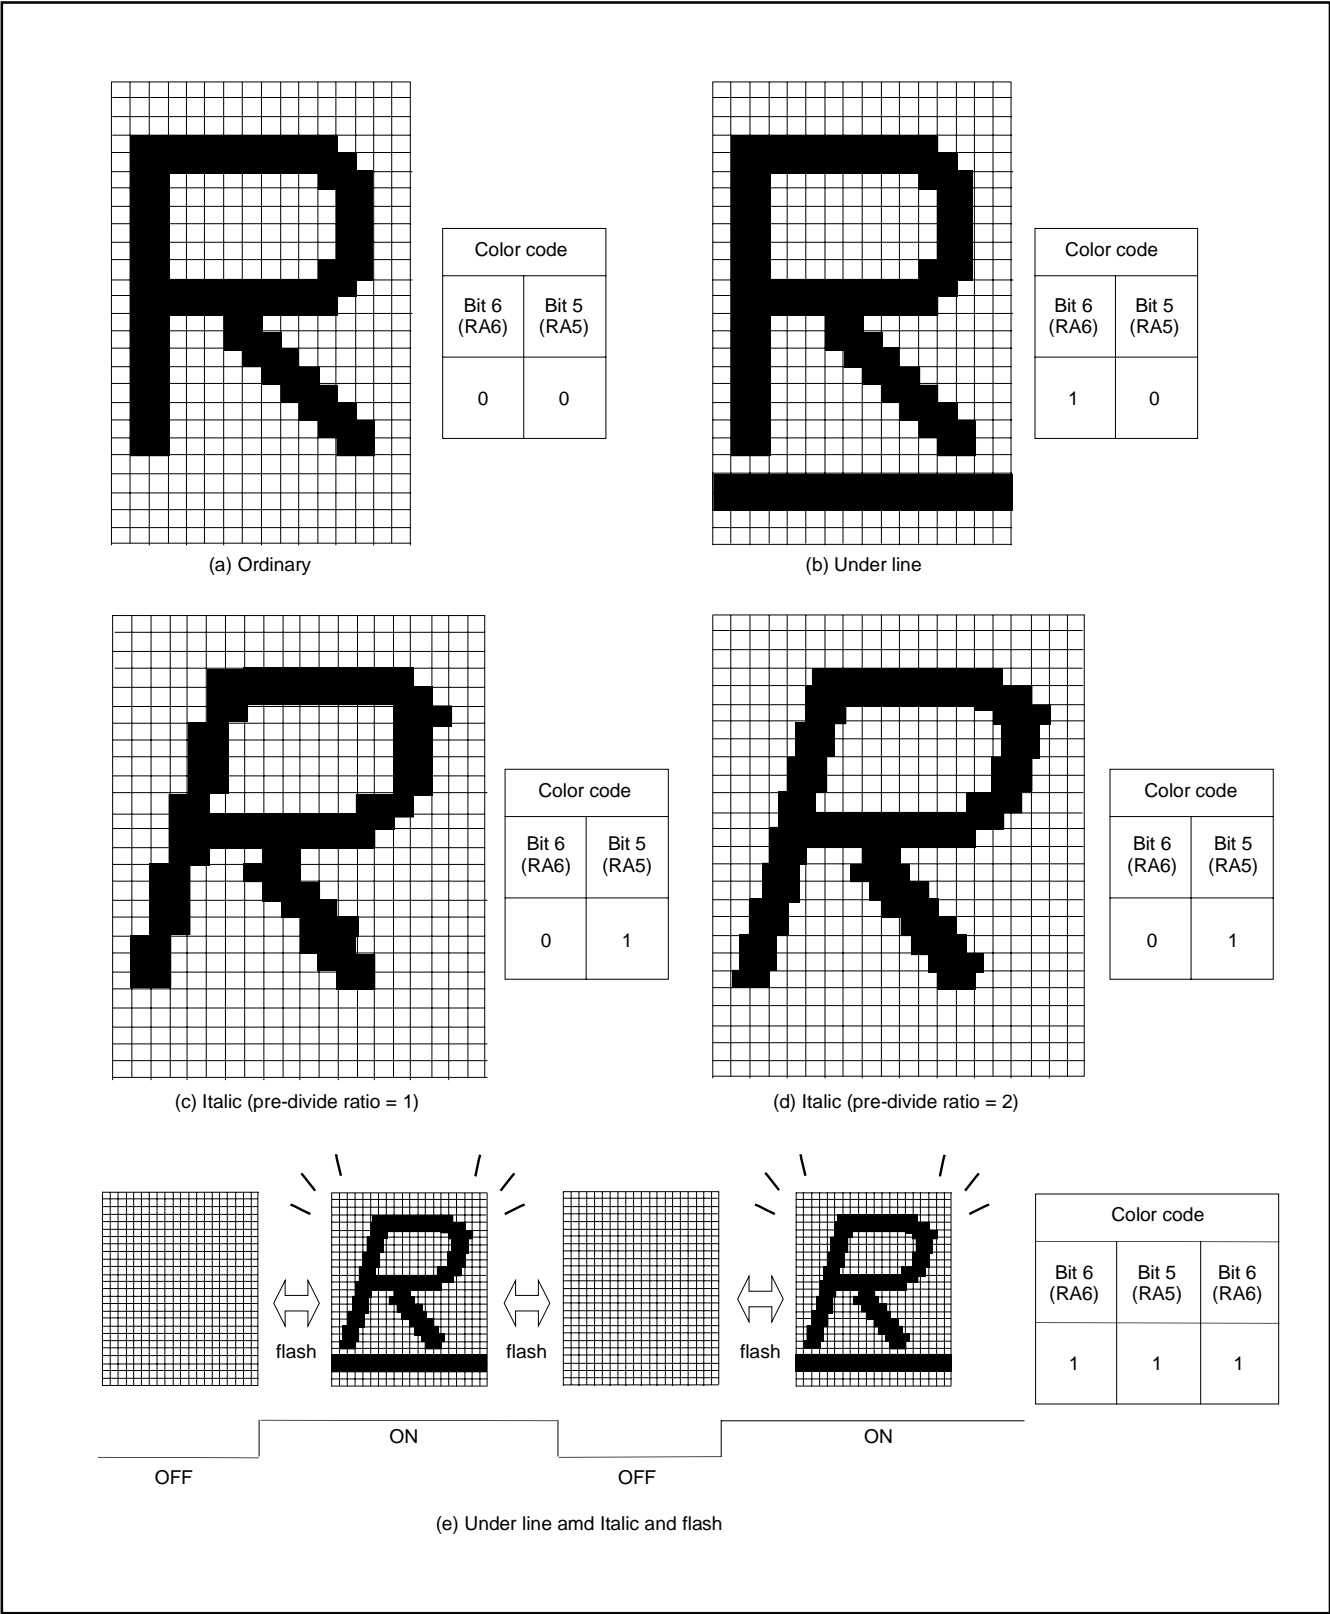 Color code
Bit 6 (RA6) Bit 5 (RA5)
0 0
(a) Ordinary
Color code
Bit 6 (RA6) Bit 5 (RA5)
1 0
(b) Under line
Color code
Bit 6 (RA6) Bit 5 (RA5)
0 1
(c) Italic (pre-divide ratio = 1)
Color code
Bit 6 (RA6) Bit 5 (RA5)
0 1
(d) Italic (pre-divide ratio = 2)
flash flash flash
Color code
Bit 6 (RA6) Bit 5 (RA5) Bit 6 (RA6)
1 1 1
OFF ON OFF ON
(e) Under line amd Italic and flash